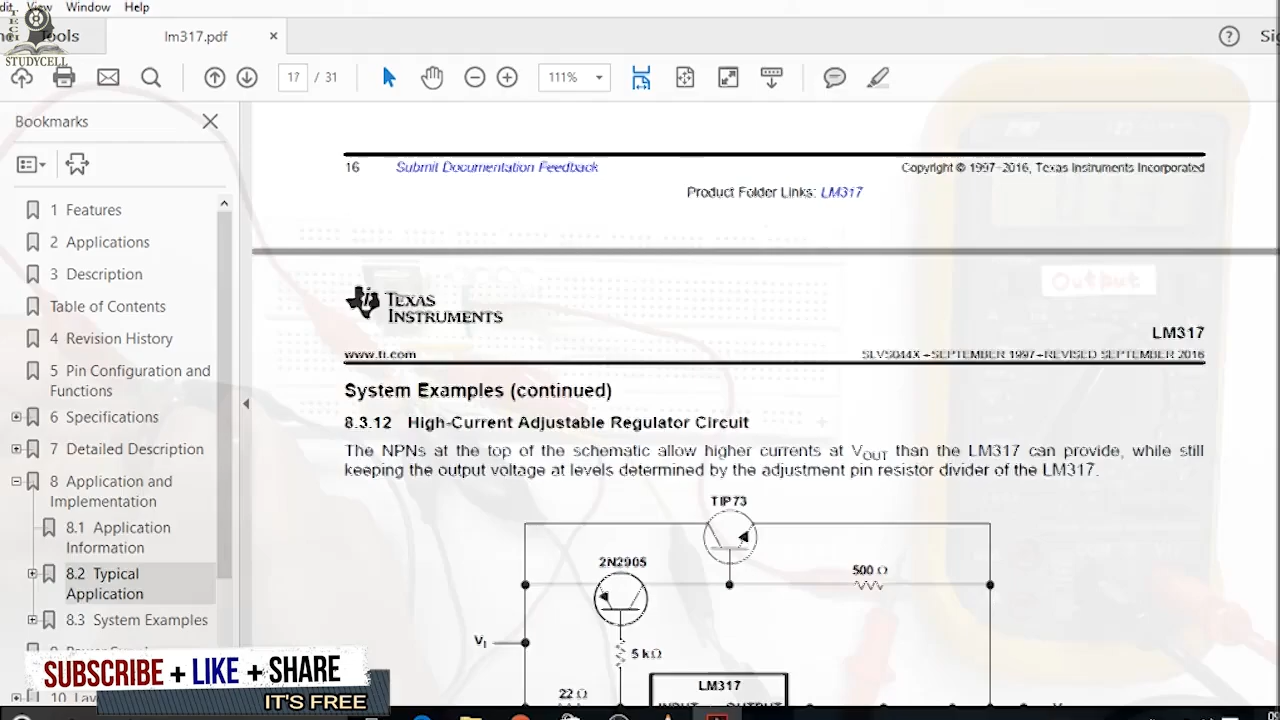 dit View Window Help
TECH
STUDYCELL
Tools
lm317.pdf
17 / 31
111%
Bookmarks
1 Features
2 Applications
3 Description
Table of Contents
4 Revision History
5 Pin Configuration and
Functions
6 Specifications
7 Detailed Description
8 Application and
Implementation
8.1 Application
Information
8.2 Typical
Application
8.3 System Examples
16 Submit Documentation Feedback Copyright © 1997–2016, Texas Instruments Incorporated
Product Folder Links: LM317
Output
TEXAS
INSTRUMENTS
LM317
www.ti.com SLVS044X –SEPTEMBER 1997–REVISED SEPTEMBER 2016
System Examples (continued)
8.3.12 High-Current Adjustable Regulator Circuit
The NPNs at the top of the schematic allow higher currents at VOUT than the LM317 can provide, while still
keeping the output voltage at levels determined by the adjustment pin resistor divider of the LM317.
TIP73
2N2905
500 Ω
VI
5 kΩ
22 Ω
LM317
INPUT OUTPUT
SUBSCRIBE + LIKE + SHARE
IT'S FREE